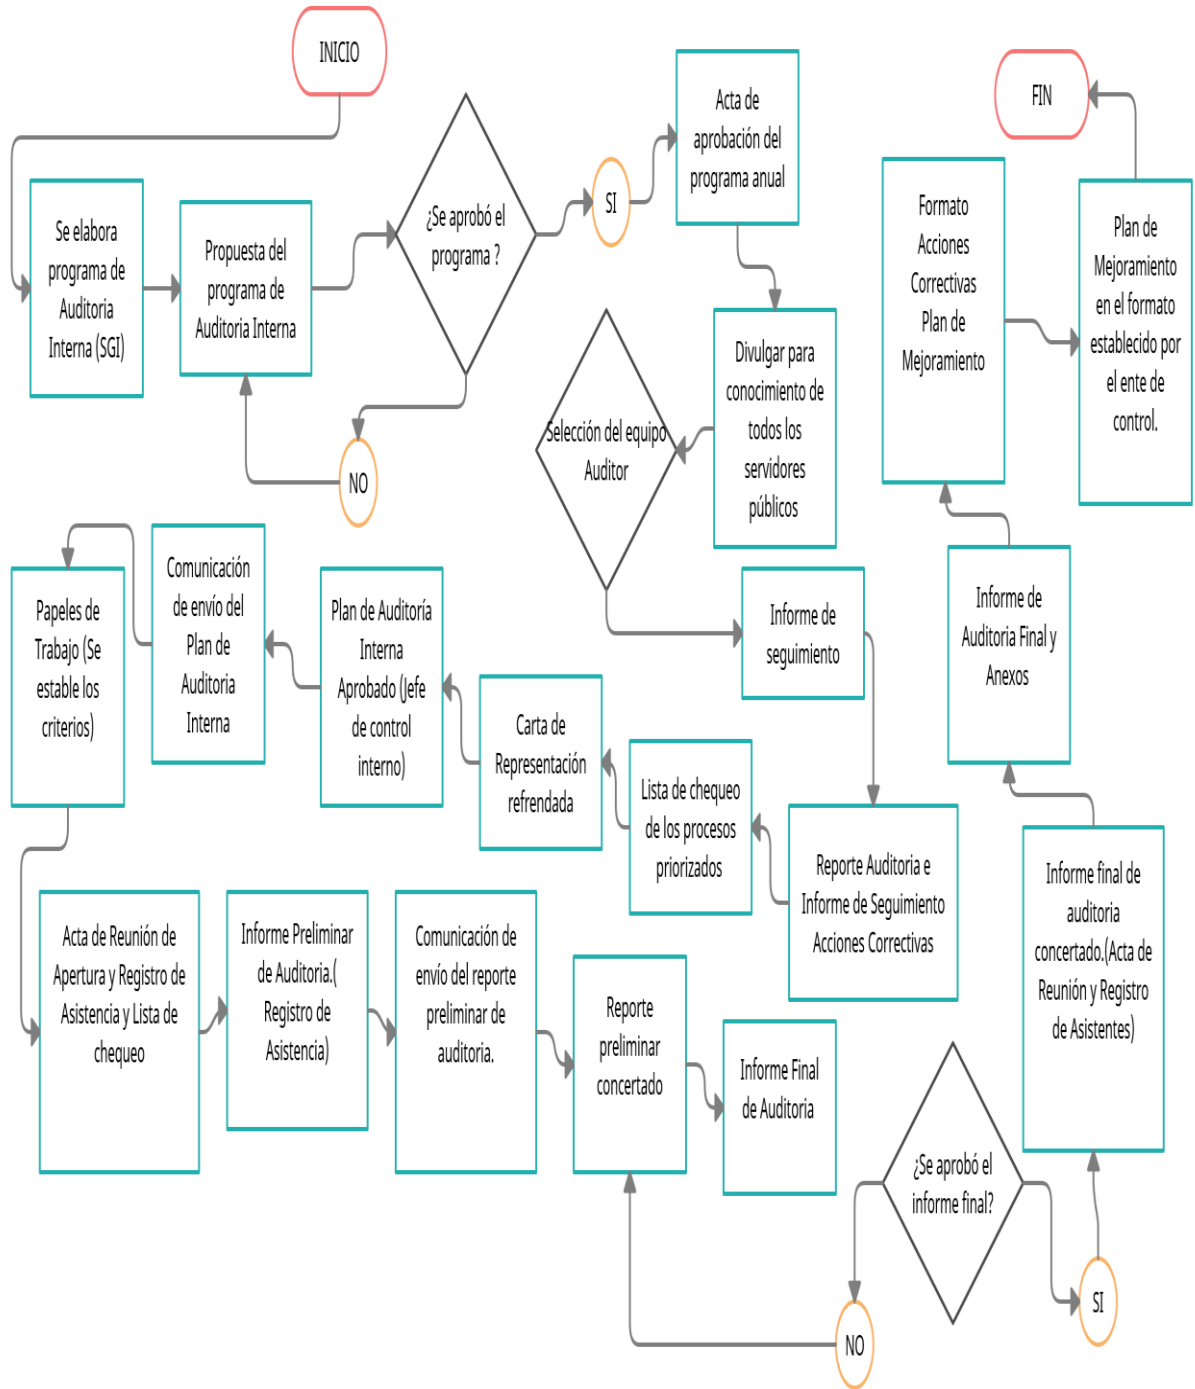 INICIO
Se elabora
programa de
Auditoria
Interna (SGI)
Propuesta del
programa de
Auditoria Interna
¿Se aprobó el
programa ?
NO
SI
Acta de
aprobación del
programa anual
Divulgar para
conocimiento de
todos los
servidores
públicos
Selección del equipo
Auditor
Informe de
seguimiento
Reporte Auditoria e
Informe de Seguimiento
Acciones Correctivas
Lista de chequeo
de los procesos
priorizados
Carta de
Representación
refrendada
Plan de Auditoría
Interna
Aprobado (Jefe
de control
interno)
Comunicación
de envío del
Plan de
Auditoria
Interna
Papeles de
Trabajo (Se
estable los
criterios)
Acta de Reunión de
Apertura y Registro de
Asistencia y Lista de
chequeo
Informe Preliminar
de Auditoria.(
Registro de
Asistencia)
Comunicación de
envío del reporte
preliminar de
auditoria.
Reporte
preliminar
concertado
Informe Final
de Auditoria
¿Se aprobó el
informe final?
NO
SI
Informe final de
auditoria
concertado.(Acta de
Reunión y Registro
de Asistentes)
Informe de
Auditoria Final y
Anexos
Formato
Acciones
Correctivas
Plan de
Mejoramiento
Plan de
Mejoramiento
en el formato
establecido por
el ente de
control.
FIN